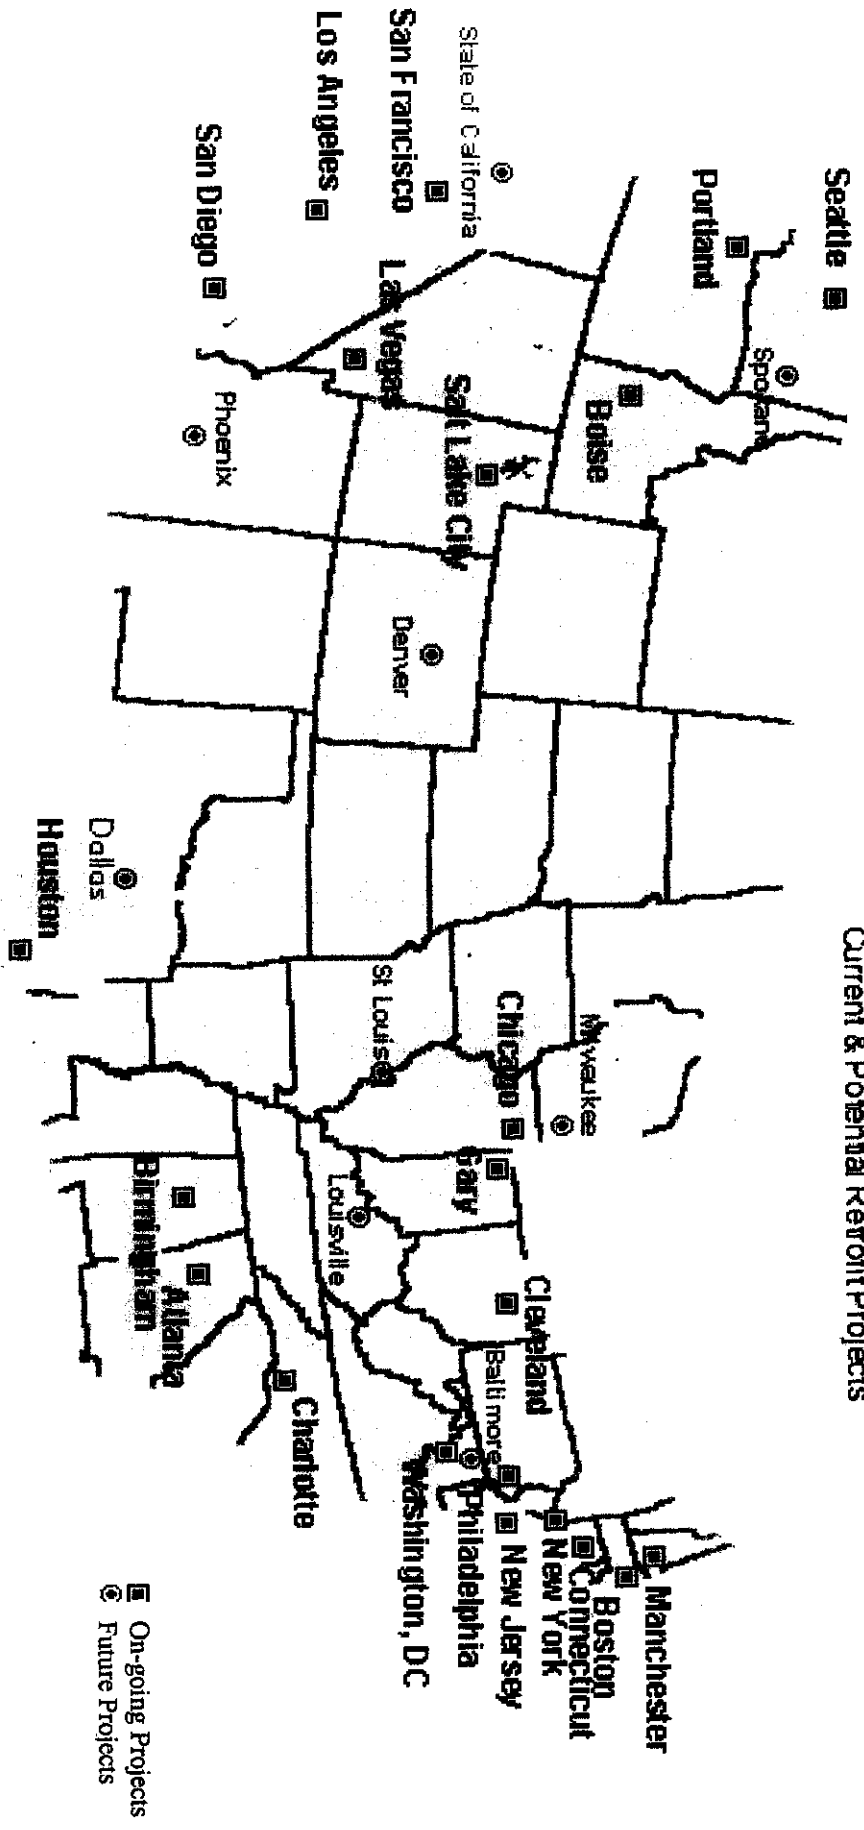 Current & Potential Retrofit Projects
Seattle
Portland
Spokane
Boise
State of California
San Francisco
Los Angeles
San Diego
Las Vegas
Salt Lake City
Phoenix
Denver
Dallas
Houston
St Louis
Milwaukee
Chicago
Gary
Louisville
Birmingham
Atlanta
Charlotte
Cleveland
Baltimore
Washington, DC
Philadelphia
New Jersey
New York
Connecticut
Boston
Manchester
On-going Projects
Future Projects